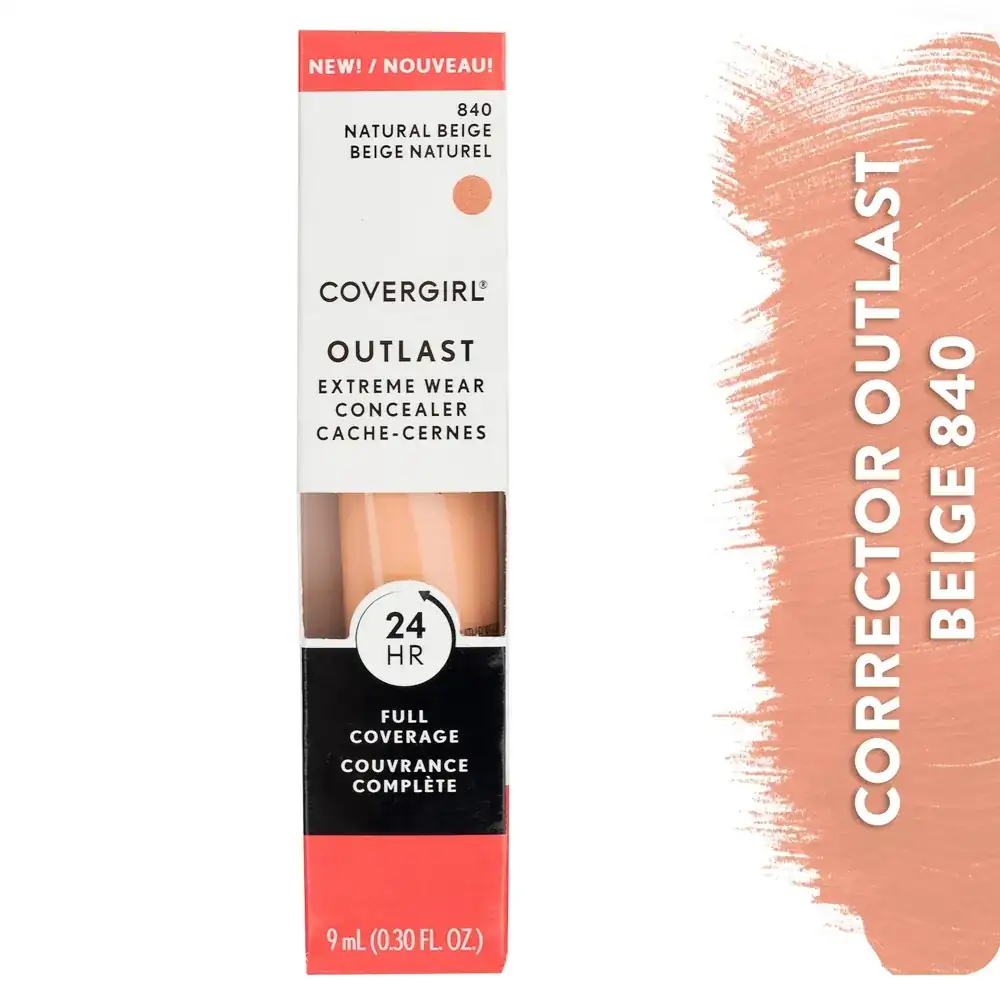 NEW! / NOUVEAU!
840
NATURAL BEIGE
BEIGE NATUREL
COVERGIRL®
OUTLAST
EXTREME WEAR
CONCEALER
CACHE-CERNES
24
HR
FULL
COVERAGE
COUVRANCE
COMPLÈTE
9 mL (0.30 FL. OZ.)
CORRECTOR OUTLAST
BEIGE 840